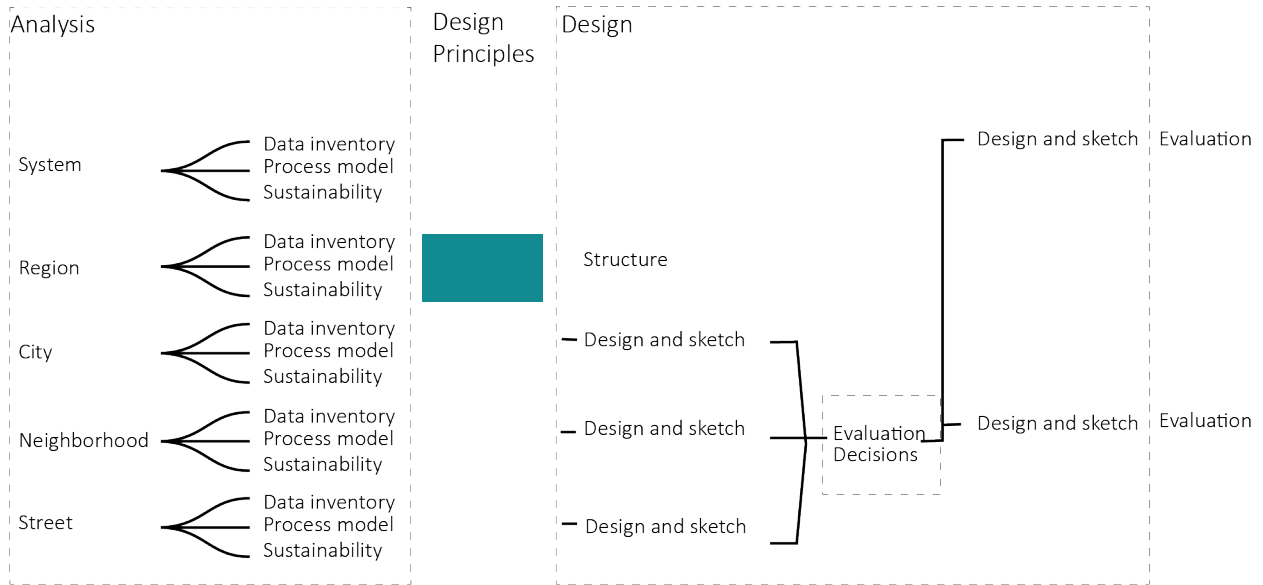 Analysis
Design
Principles
Design
System
Data inventory
Process model
Sustainability
Region
Data inventory
Process model
Sustainability
City
Data inventory
Process model
Sustainability
Neighborhood
Data inventory
Process model
Sustainability
Street
Data inventory
Process model
Sustainability
Structure
Design and sketch
Design and sketch
Design and sketch
Evaluation
Decisions
Design and sketch
Evaluation
Design and sketch
Evaluation